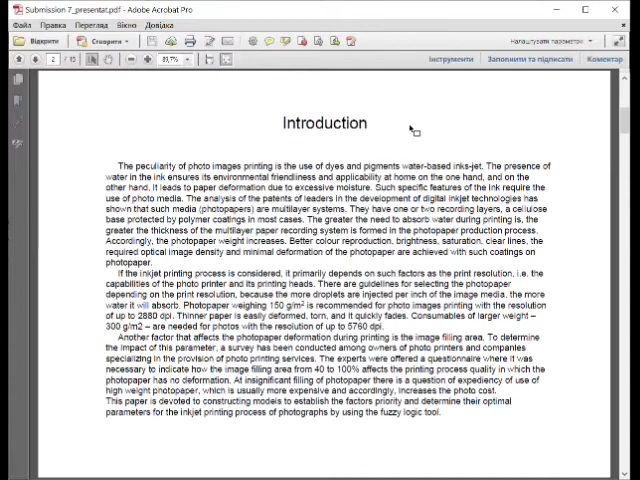 Submission 7_presentat.pdf - Adobe Acrobat Pro
Файл Правка Перегляд Вікно Довідка
Відкрити Створити Налаштувати параметри
2 / 15 89,7% Інструменти Заповнити та підписати Коментар
Introduction
The peculiarity of photo images printing is the use of dyes and pigments water-based inks-jet. The presence of
water in the ink ensures its environmental friendliness and applicability at home on the one hand, and on the
other hand, it leads to paper deformation due to excessive moisture. Such specific features of the ink require the
use of photo media. The analysis of the patents of leaders in the development of digital inkjet technologies has
shown that such media (photopapers) are multilayer systems. They have one or two recording layers, a cellulose
base protected by polymer coatings in most cases. The greater the need to absorb water during printing is, the
greater the thickness of the multilayer paper recording system is formed in the photopaper production process.
Accordingly, the photopaper weight increases. Better colour reproduction, brightness, saturation, clear lines, the
required optical image density and minimal deformation of the photopaper are achieved with such coatings on
photopaper.
If the inkjet printing process is considered, it primarily depends on such factors as the print resolution, i.e. the
capabilities of the photo printer and its printing heads. There are guidelines for selecting the photopaper
depending on the print resolution, because the more droplets are injected per inch of the image media, the more
water it will absorb. Photopaper weighing 150 g/m² is recommended for photo images printing with the resolution
of up to 2880 dpi. Thinner paper is easily deformed, torn, and it quickly fades. Consumables of larger weight –
300 g/m2 – are needed for photos with the resolution of up to 5760 dpi.
Another factor that affects the photopaper deformation during printing is the image filling area. To determine
the impact of this parameter, a survey has been conducted among owners of photo printers and companies
specializing in the provision of photo printing services. The experts were offered a questionnaire where it was
necessary to indicate how the image filling area from 40 to 100% affects the printing process quality in which the
photopaper has no deformation. At insignificant filling of photopaper there is a question of expediency of use of
high weight photopaper, which is usually more expensive and accordingly, increases the photo cost.
This paper is devoted to constructing models to establish the factors priority and determine their optimal
parameters for the inkjet printing process of photographs by using the fuzzy logic tool.